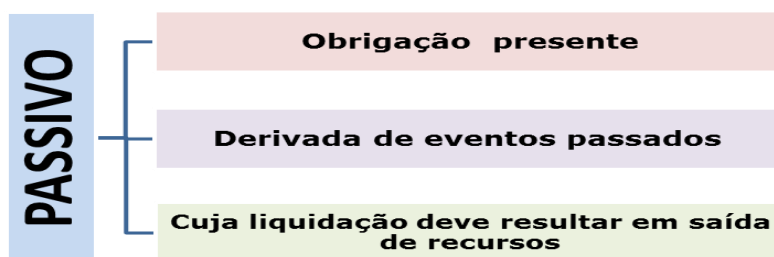 PASSIVO
Obrigação presente
Derivada de eventos passados
Cuja liquidação deve resultar em saída
de recursos